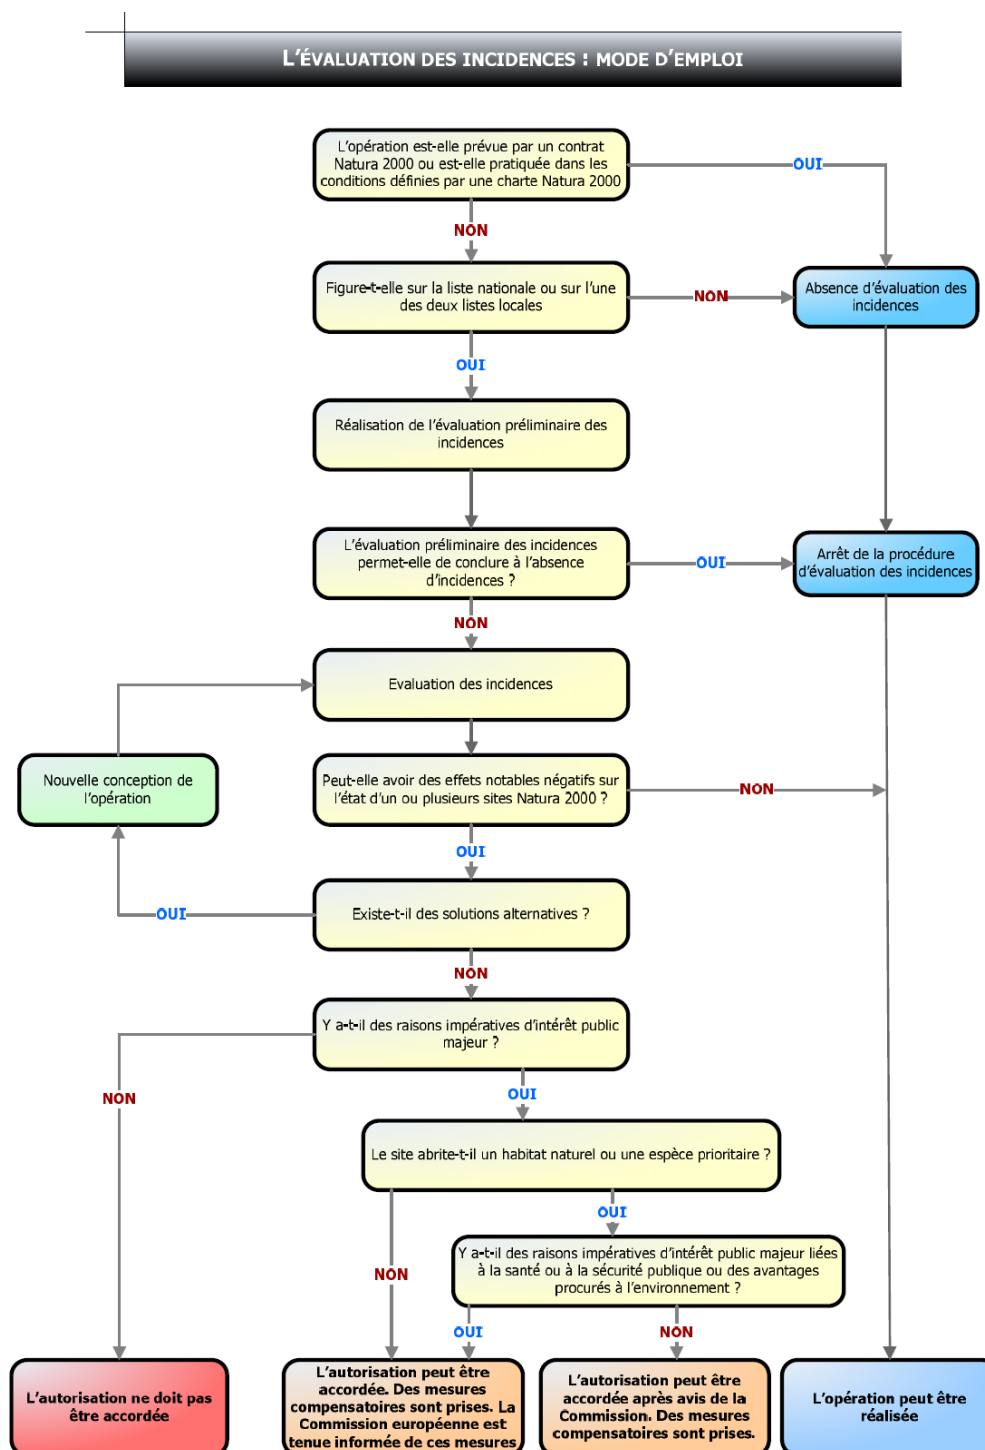 L'ÉVALUATION DES INCIDENCES : MODE D'EMPLOI
L'opération est-elle prévue par un contrat
Natura 2000 ou est-elle pratiquée dans les
conditions définies par une charte Natura 2000
OUI
NON
Figure-t-elle sur la liste nationale ou sur l'une
des deux listes locales
NON
Absence d'évaluation des
incidences
OUI
Réalisation de l'évaluation préliminaire des
incidences
L'évaluation préliminaire des incidences
permet-elle de conclure à l'absence
d'incidences ?
OUI
Arrêt de la procédure
d'évaluation des incidences
NON
Evaluation des incidences
Nouvelle conception de
l'opération
Peut-elle avoir des effets notables négatifs sur
l'état d'un ou plusieurs sites Natura 2000 ?
NON
OUI
Existe-t-il des solutions alternatives ?
OUI
NON
Y a-t-il des raisons impératives d'intérêt public
majeur ?
NON
OUI
Le site abrite-t-il un habitat naturel ou une espèce prioritaire ?
OUI
NON
Y a-t-il des raisons impératives d'intérêt public majeur liées
à la santé ou à la sécurité publique ou des avantages
procurés à l'environnement ?
OUI
NON
L'autorisation ne doit pas
être accordée
L'autorisation peut être
accordée. Des mesures
compensatoires sont prises. La
Commission européenne est
tenue informée de ces mesures
L'autorisation peut être
accordée après avis de la
Commission. Des mesures
compensatoires sont prises.
L'opération peut être
réalisée